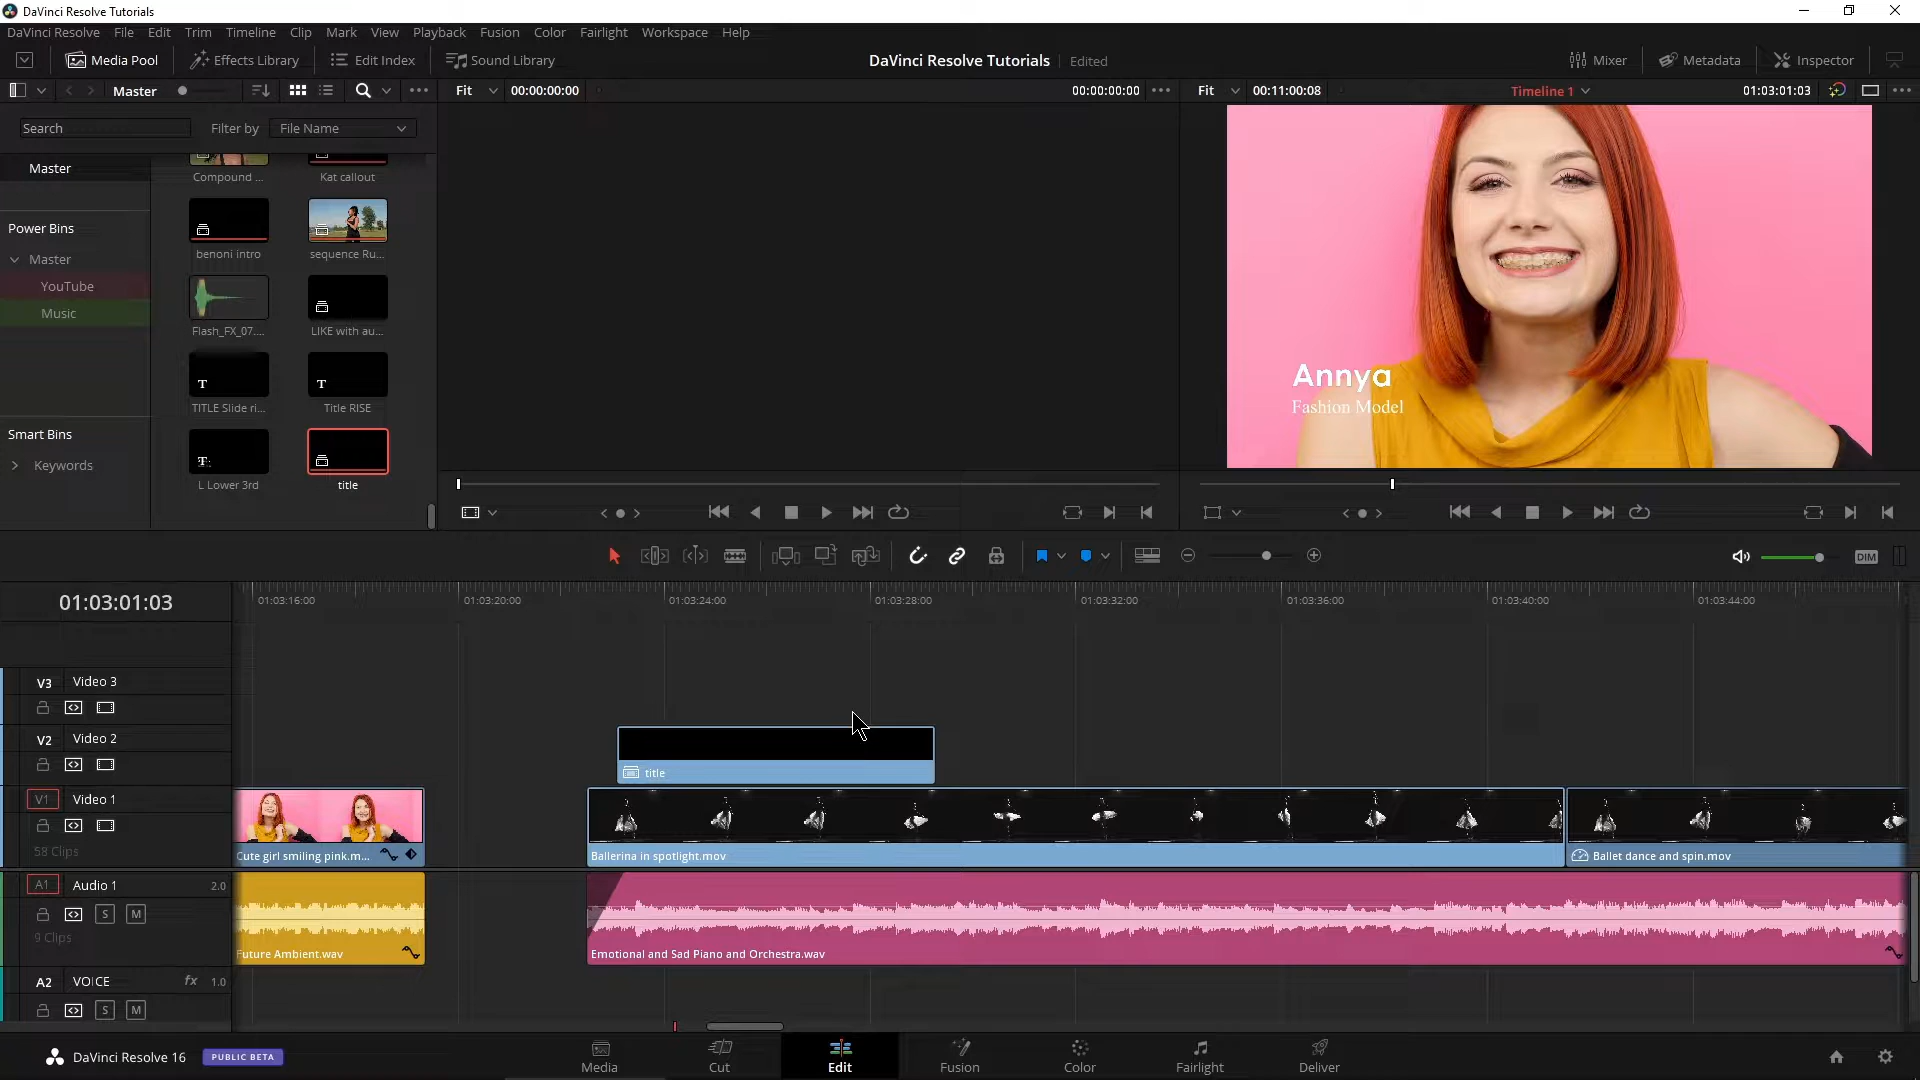 DaVinci Resolve Tutorials
DaVinci Resolve File Edit Trim Timeline Clip Mark View Playback Fusion Color Fairlight Workspace Help
Media Pool Effects Library Edit Index Sound Library DaVinci Resolve Tutorials Edited Mixer Metadata Inspector
Master Fit 00:00:00:00 00:00:00:00 Fit 00:11:00:08 Timeline 1 01:03:01:03
Search Filter by File Name
Master
Compound ... Kat callout
Power Bins
benoni intro sequence Ru...
Master
YouTube
Music
Flash_FX_07.... LIKE with au...
T T
TITLE Slide ri... Title RISE
Smart Bins
Keywords
T
L Lower 3rd title
Annya
Fashion Model
DIM
01:03:01:03
01:03:16:00 01:03:20:00 01:03:24:00 01:03:28:00 01:03:32:00 01:03:36:00 01:03:40:00 01:03:44:00
V3 Video 3
V2 Video 2
title
V1 Video 1
58 Clips
Cute girl smiling pink.m... Ballerina in spotlight.mov Ballet dance and spin.mov
A1 Audio 1 2.0
S M
9 Clips
Future Ambient.wav Emotional and Sad Piano and Orchestra.wav
A2 VOICE fx 1.0
S M
DaVinci Resolve 16 PUBLIC BETA
Media Cut Edit Fusion Color Fairlight Deliver